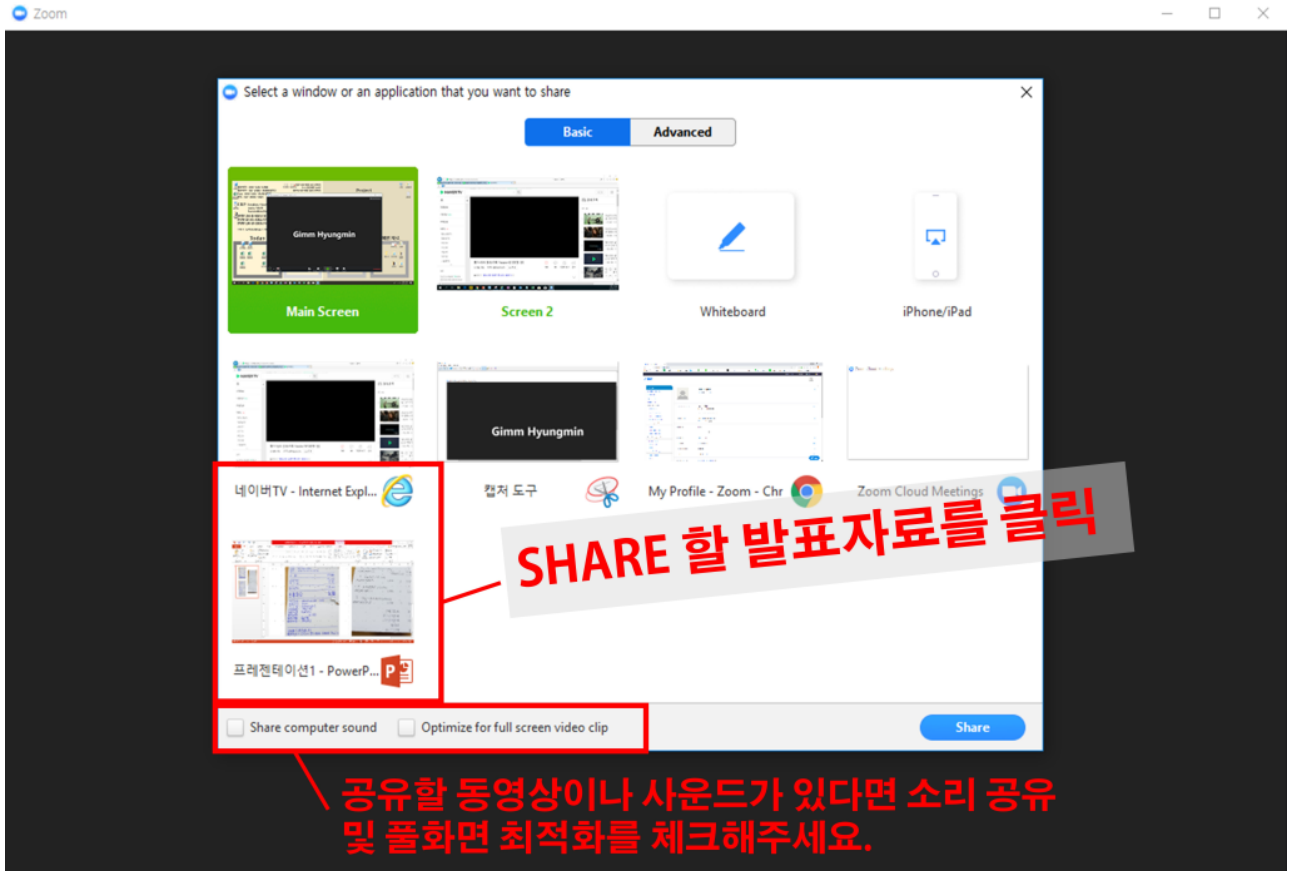 Zoom
Select a window or an application that you want to share
Basic
Advanced
Gimm Hyungmin
Main Screen
Screen 2
Whiteboard
iPhone/iPad
Gimm Hyungmin
네이버TV - Internet Expl...
캡처 도구
My Profile - Zoom - Chr
Zoom Cloud Meetings
SHARE 할 발표자료를 클릭
프레젠테이션1 - PowerP...
Share computer sound
Optimize for full screen video clip
Share
공유할 동영상이나 사운드가 있다면 소리 공유
및 풀화면 최적화를 체크해주세요.